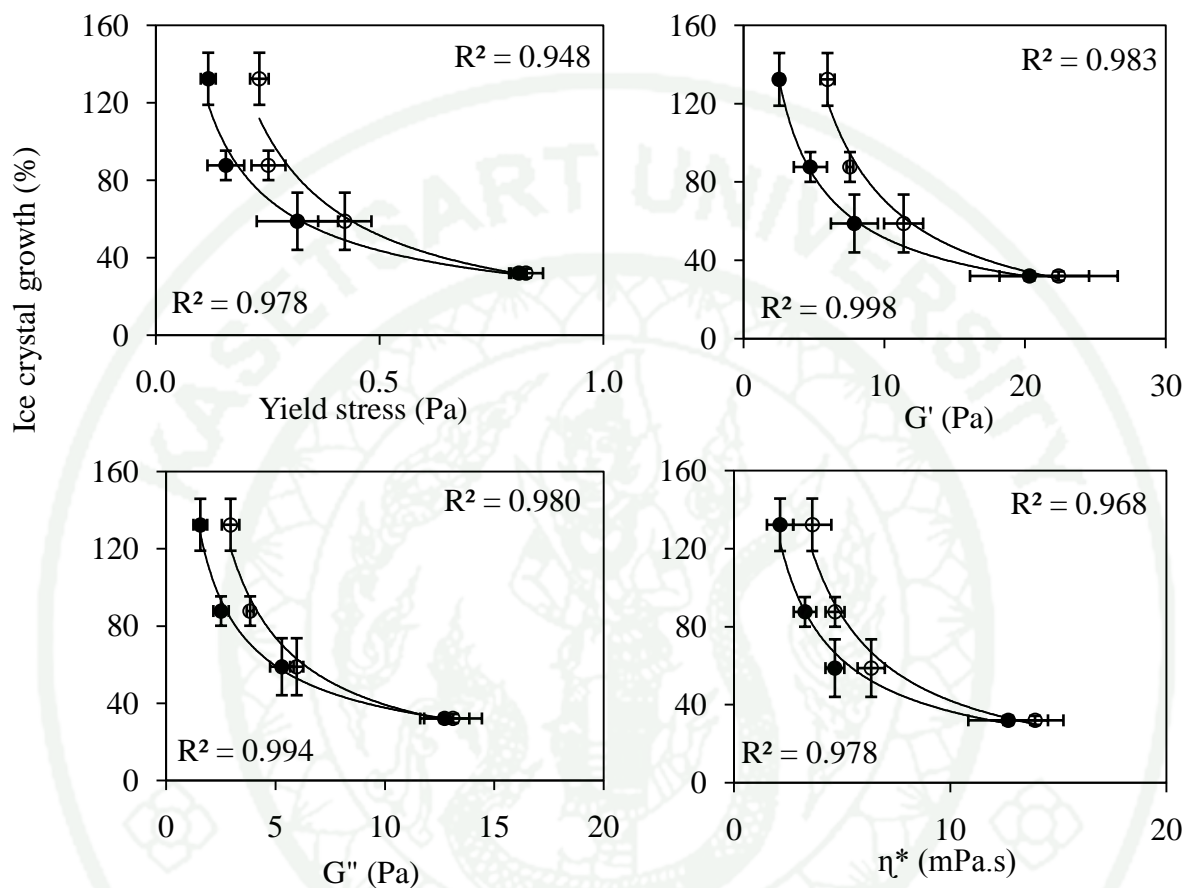 Ice crystal growth (%)
160
120
80
40
0
R² = 0.948
R² = 0.978
0.0 0.5 1.0
Yield stress (Pa)
160
120
80
40
0
R² = 0.983
R² = 0.998
0 10 20 30
G' (Pa)
160
120
80
40
0
R² = 0.980
R² = 0.994
0 5 10 15 20
G" (Pa)
160
120
80
40
0
R² = 0.968
R² = 0.978
0 10 20
η* (mPa.s)
KASETSART UNIVERSITY